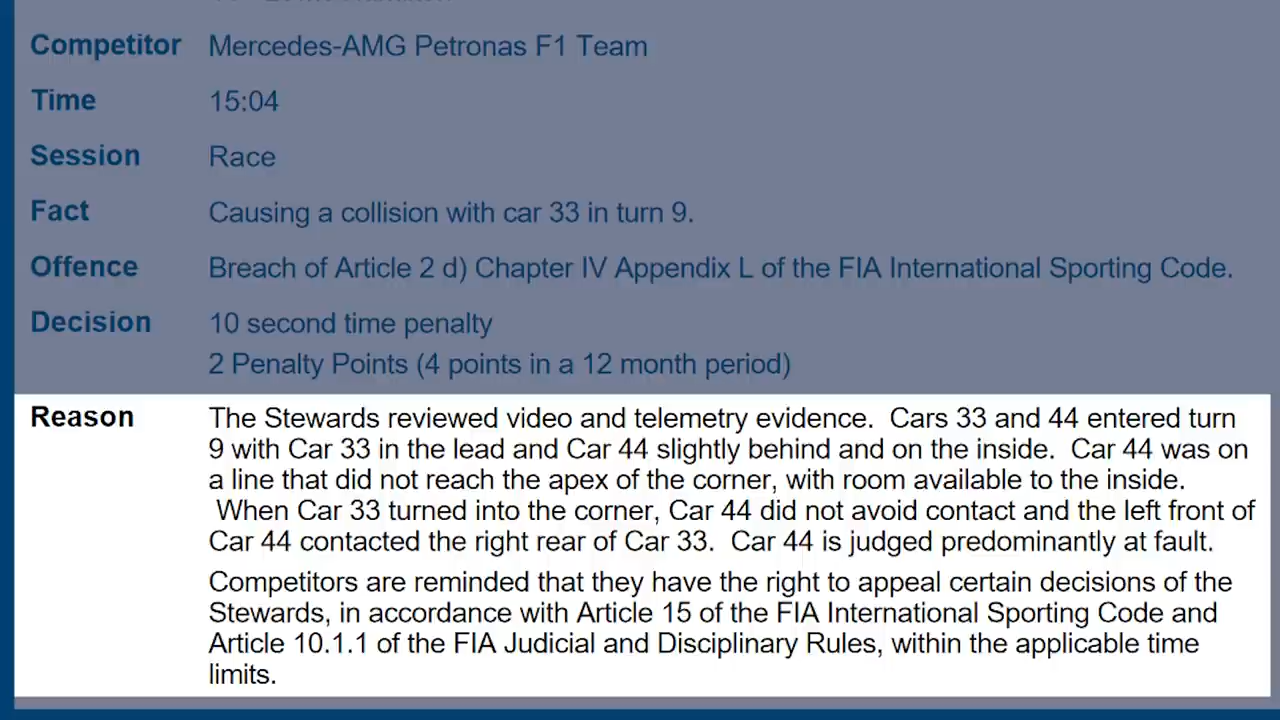 Competitor Mercedes-AMG Petronas F1 Team
Time 15:04
Session Race
Fact Causing a collision with car 33 in turn 9.
Offence Breach of Article 2 d) Chapter IV Appendix L of the FIA International Sporting Code.
Decision 10 second time penalty
2 Penalty Points (4 points in a 12 month period)
Reason The Stewards reviewed video and telemetry evidence. Cars 33 and 44 entered turn
9 with Car 33 in the lead and Car 44 slightly behind and on the inside. Car 44 was on
a line that did not reach the apex of the corner, with room available to the inside.
When Car 33 turned into the corner, Car 44 did not avoid contact and the left front of
Car 44 contacted the right rear of Car 33. Car 44 is judged predominantly at fault.
Competitors are reminded that they have the right to appeal certain decisions of the
Stewards, in accordance with Article 15 of the FIA International Sporting Code and
Article 10.1.1 of the FIA Judicial and Disciplinary Rules, within the applicable time
limits.